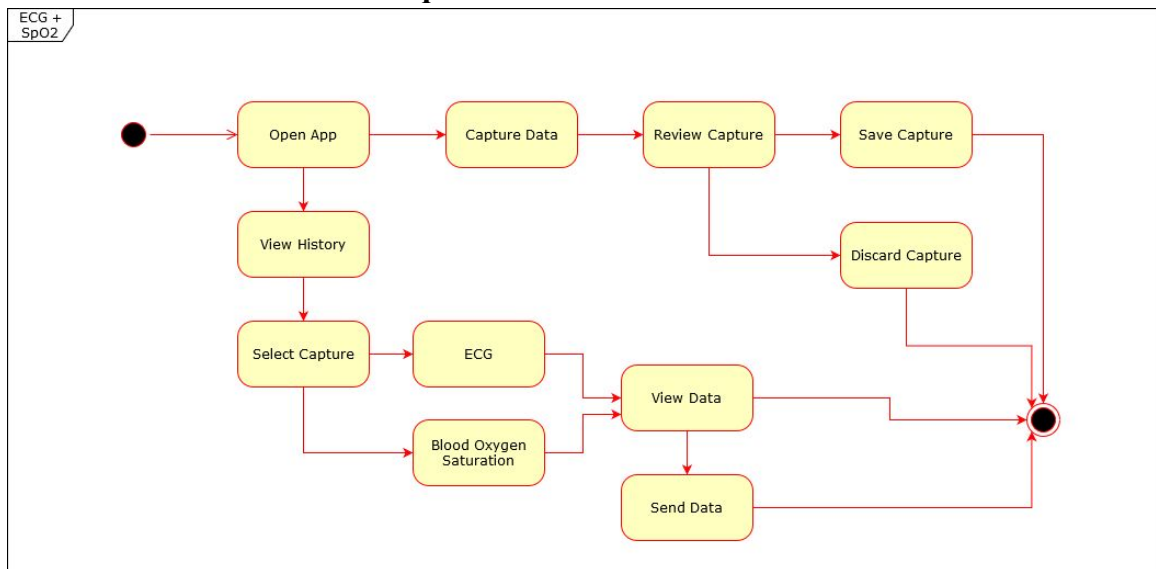 ECG +
SpO2
Open App
Capture Data
Review Capture
Save Capture
View History
Discard Capture
Select Capture
ECG
View Data
Blood Oxygen
Saturation
Send Data